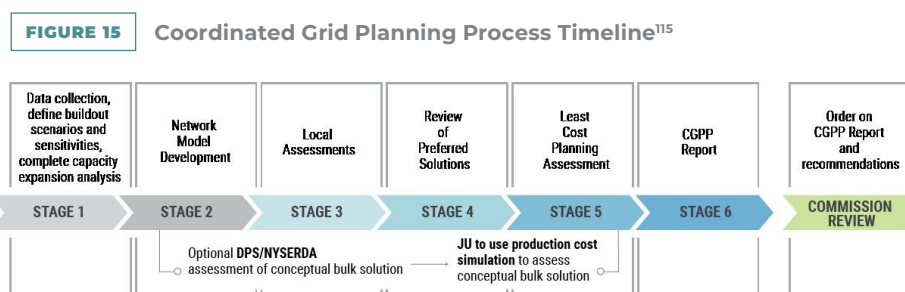 FIGURE 15
Coordinated Grid Planning Process Timeline115
Data collection,
define buildout
scenarios and
sensitivities,
complete capacity
expansion analysis
Network
Model
Development
Local
Assessments
Review
of
Preferred
Solutions
Least
Cost
Planning
Assessment
CGPP
Report
Order on
CGPP Report
and
recommendations
STAGE 1
STAGE 2
STAGE 3
STAGE 4
STAGE 5
STAGE 6
COMMISSION
REVIEW
Optional DPS/NYSERDA
assessment of conceptual bulk solution
JU to use production cost
simulation to assess
conceptual bulk solution